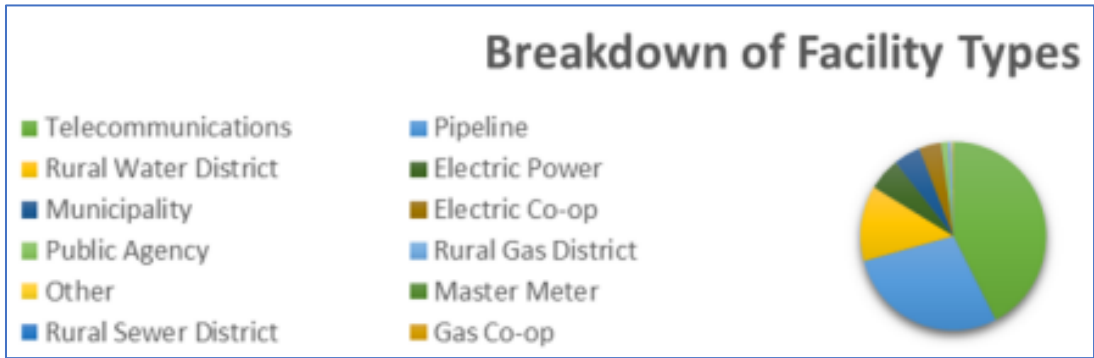 Breakdown of Facility Types
Telecommunications
Pipeline
Rural Water District
Electric Power
Municipality
Electric Co-op
Public Agency
Rural Gas District
Other
Master Meter
Rural Sewer District
Gas Co-op